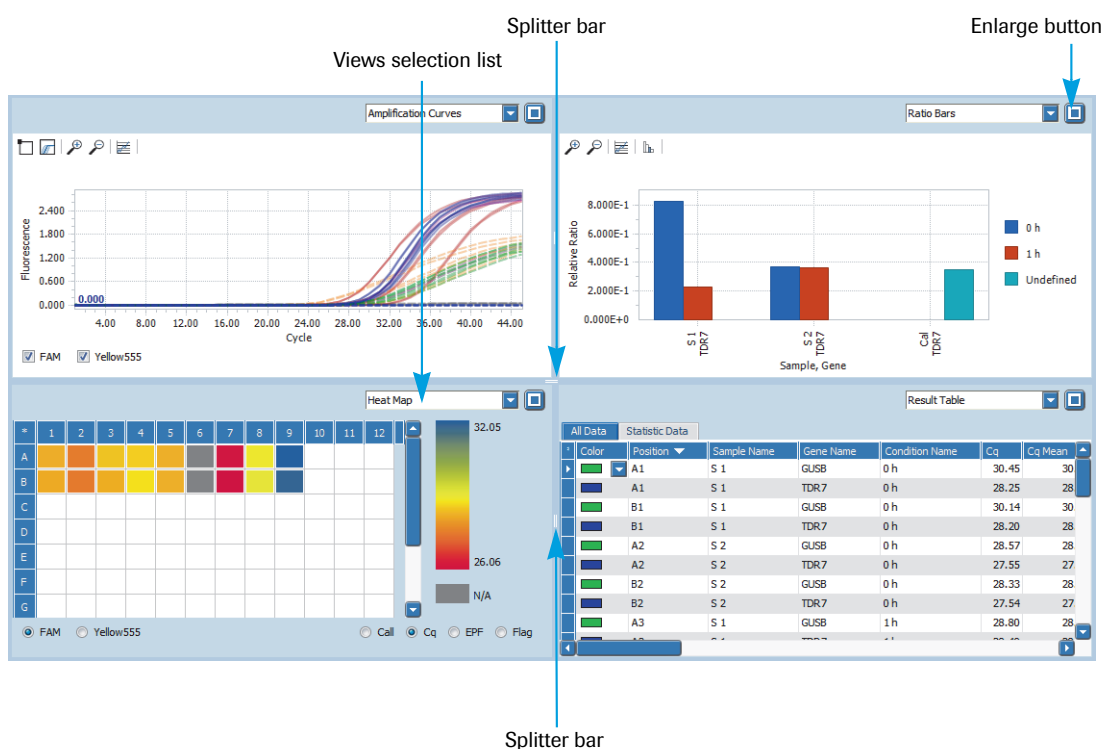 Splitter bar
Enlarge button
Views selection list
Amplification Curves
Fluorescence
2.400
1.800
1.200
0.600
0.000
0.000
4.00 8.00 12.00 16.00 20.00 24.00 28.00 32.00 36.00 40.00 44.00
Cycle
FAM Yellow555
Ratio Bars
Relative Ratio
8.000E-1
6.000E-1
4.000E-1
2.000E-1
0.000E+0
S 1 TDR7
S 2 TDR7
Cal TDR7
Sample, Gene
0 h
1 h
Undefined
Heat Map
* 1 2 3 4 5 6 7 8 9 10 11 12
A
B
C
D
E
F
G
32.05
26.06
N/A
FAM Yellow555 Call Cq EPF Flag
Result Table
All Data Statistic Data
Color Position Sample Name Gene Name Condition Name Cq Cq Mean
A1 S 1 GUSB 0 h 30.45 30
A1 S 1 TDR7 0 h 28.25 28
B1 S 1 GUSB 0 h 30.14 30
B1 S 1 TDR7 0 h 28.20 28
A2 S 2 GUSB 0 h 28.57 28
A2 S 2 TDR7 0 h 27.55 27
B2 S 2 GUSB 0 h 28.33 28
B2 S 2 TDR7 0 h 27.54 27
A3 S 1 GUSB 1 h 28.80 28
Splitter bar